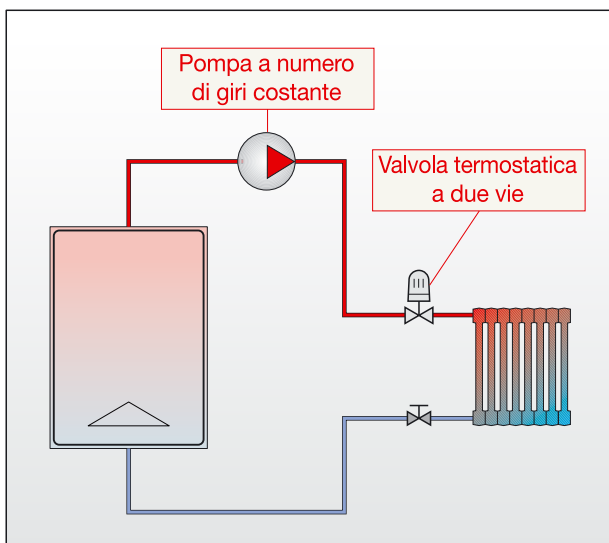 Pompa a numero
di giri costante
Valvola termostatica
a due vie